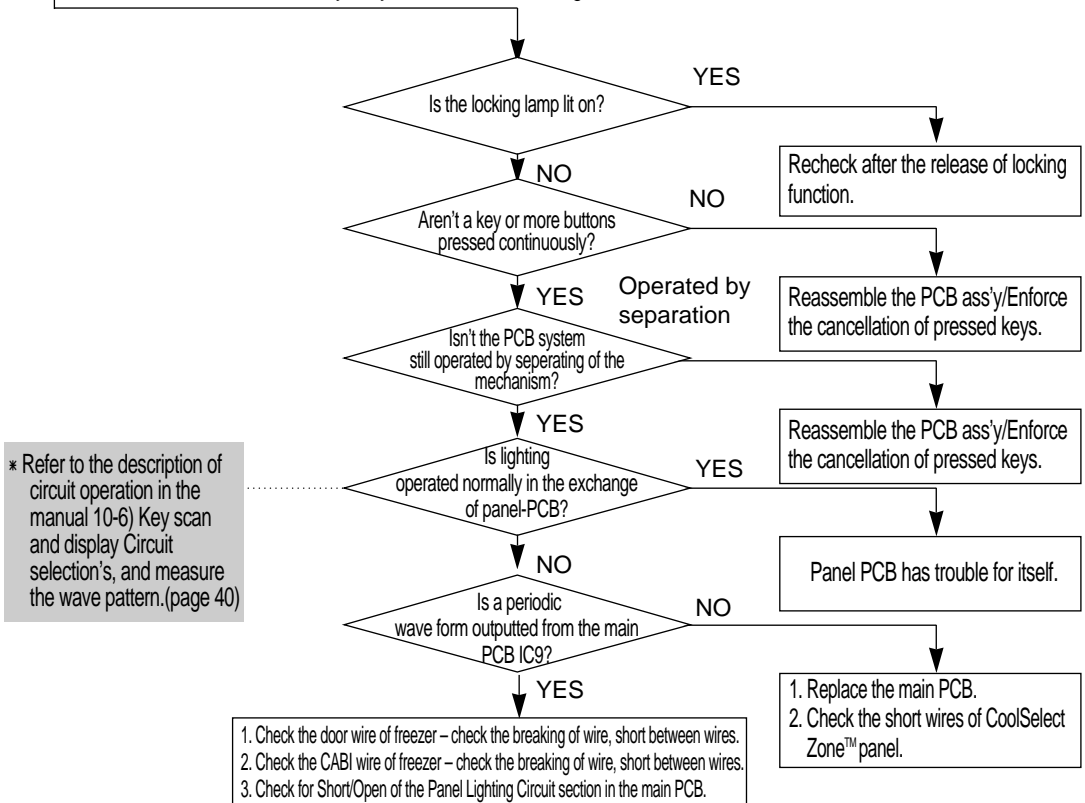 Is the locking lamp lit on?
YES
Recheck after the release of locking
function.
NO
Aren't a key or more buttons
pressed continuously?
NO
Reassemble the PCB ass'y/Enforce
the cancellation of pressed keys.
YES
Operated by
separation
Isn't the PCB system
still operated by seperating of the
mechanism?
Reassemble the PCB ass'y/Enforce
the cancellation of pressed keys.
YES
* Refer to the description of
circuit operation in the
manual 10-6) Key scan
and display Circuit
selection's, and measure
the wave pattern.(page 40)
Is lighting
operated normally in the exchange
of panel-PCB?
YES
Panel PCB has trouble for itself.
NO
Is a periodic
wave form outputted from the main
PCB IC9?
NO
1. Replace the main PCB.
2. Check the short wires of CoolSelect
Zone™ panel.
YES
1. Check the door wire of freezer – check the breaking of wire, short between wires.
2. Check the CABI wire of freezer – check the breaking of wire, short between wires.
3. Check for Short/Open of the Panel Lighting Circuit section in the main PCB.